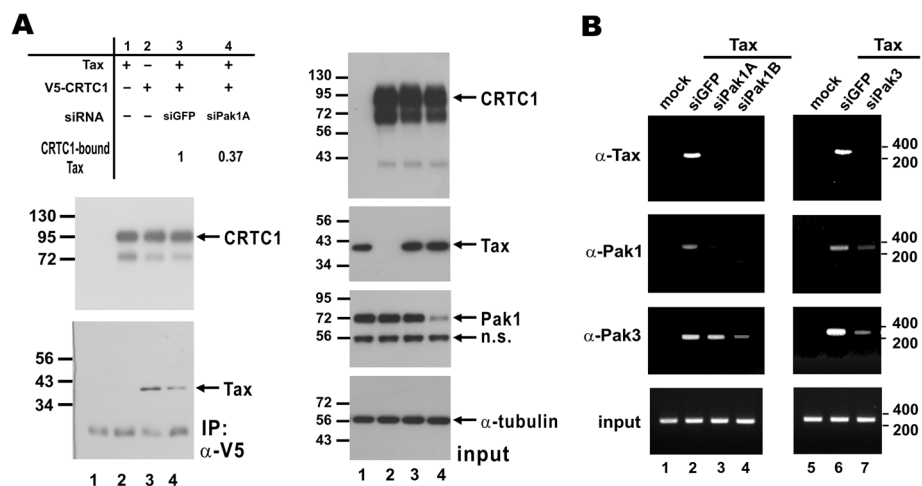 A
1 2 3 4
Tax + – + +
V5-CRTC1 – + + +
siRNA – – siGFP siPak1A
CRTC1-bound
Tax
1 0.37
130
95
72
CRTC1
56
43
34
Tax
IP:
α-V5
1 2 3 4
130
95
72
56
43
CRTC1
56
43
34
Tax
95
72
56
Pak1
n.s.
72
56
43
α-tubulin
input
1 2 3 4
B
Tax
mock siGFP siPak1A siPak1B
Tax
mock siGFP siPak3
α-Tax
400
200
α-Pak1
400
200
α-Pak3
400
200
input
400
200
1 2 3 4 5 6 7